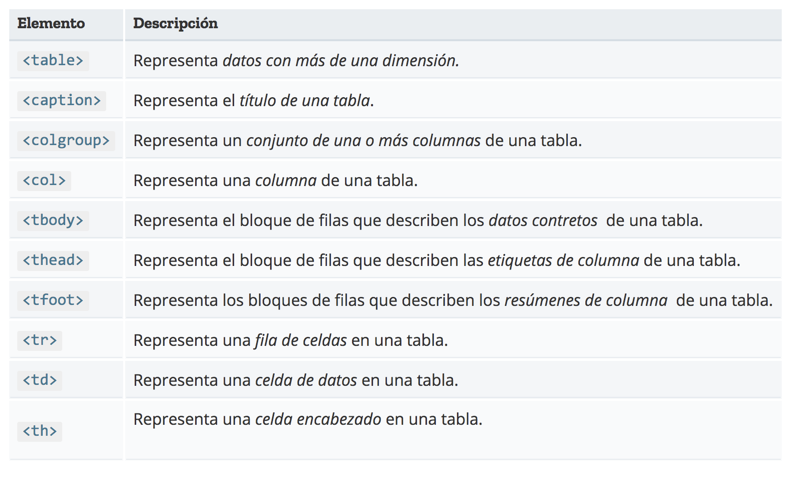 Elemento Descripción
<table> Representa datos con más de una dimensión.
<caption> Representa el título de una tabla.
<colgroup> Representa un conjunto de una o más columnas de una tabla.
<col> Representa una columna de una tabla.
<tbody> Representa el bloque de filas que describen los datos contretos de una tabla.
<thead> Representa el bloque de filas que describen las etiquetas de columna de una tabla.
<tfoot> Representa los bloques de filas que describen los resúmenes de columna de una tabla.
<tr> Representa una fila de celdas en una tabla.
<td> Representa una celda de datos en una tabla.
<th> Representa una celda encabezado en una tabla.